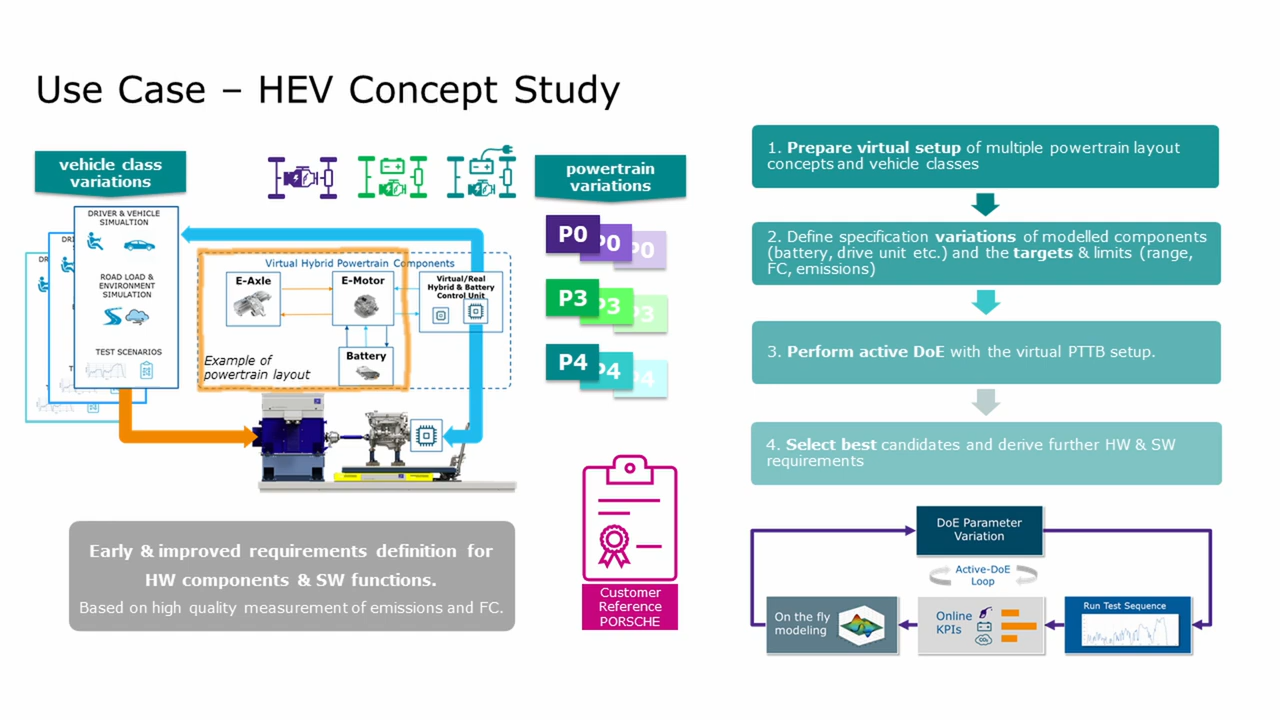 Use Case – HEV Concept Study
vehicle class
variations
DRIVER & VEHICLE
SIMUALTION
ROAD LOAD &
ENVIRONMENT
SIMULATION
TEST SCENARIOS
Virtual Hybrid Powertrain Components
E-Axle
E-Motor
Virtual/Real
Hybrid & Battery
Control Unit
Battery
Example of
powertrain layout
powertrain
variations
P0
P0
P0
P3
P3
P3
P4
P4
P4
Early & improved requirements definition for
HW components & SW functions.
Based on high quality measurement of emissions and FC.
Customer
Reference
PORSCHE
1. Prepare virtual setup of multiple powertrain layout
concepts and vehicle classes
2. Define specification variations of modelled components
(battery, drive unit etc.) and the targets & limits (range,
FC, emissions)
3. Perform active DoE with the virtual PTTB setup.
4. Select best candidates and derive further HW & SW
requirements
DoE Parameter
Variation
Active-DoE
Loop
On the fly
modeling
Online
KPIs
Run Test Sequence